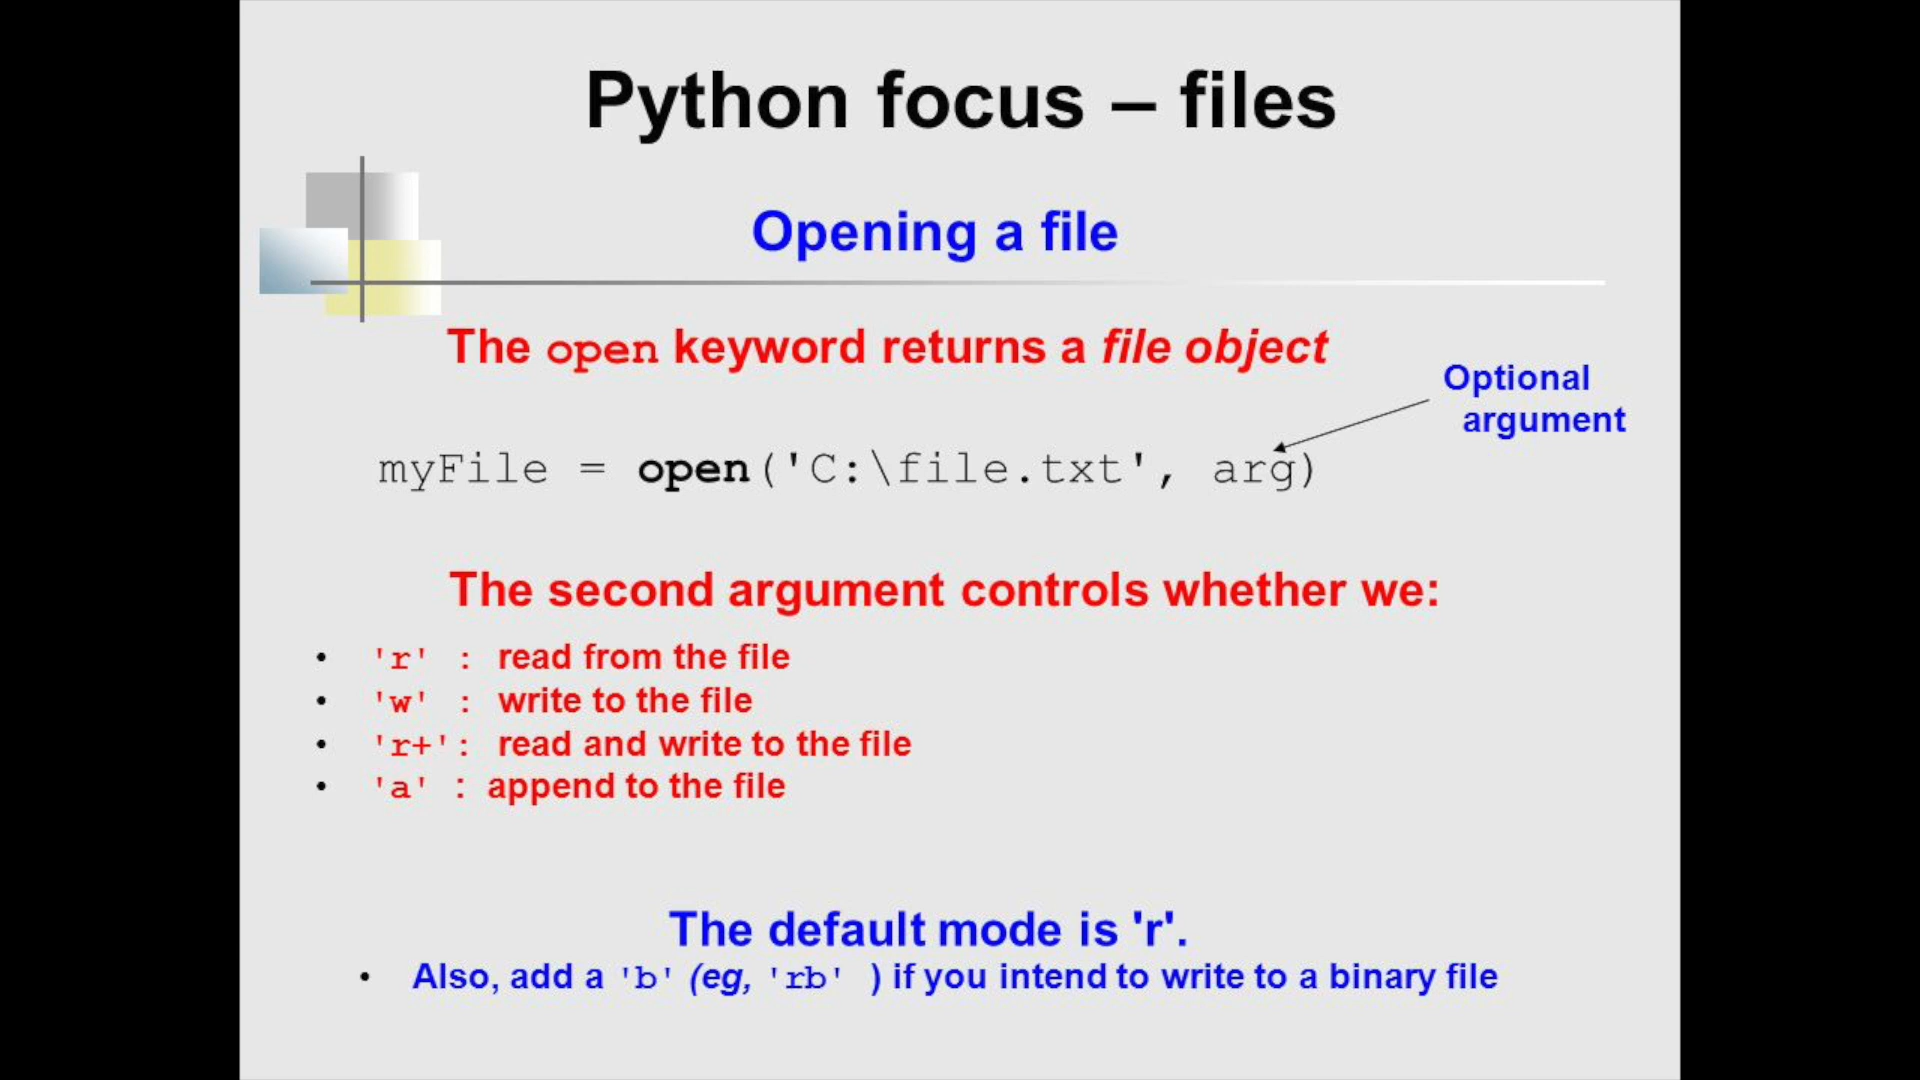 Python focus – files
Opening a file
The open keyword returns a file object
Optional
argument
myFile = open('C:\file.txt', arg)
The second argument controls whether we:
• 'r' : read from the file
• 'w' : write to the file
• 'r+': read and write to the file
• 'a' : append to the file
The default mode is 'r'.
• Also, add a 'b' (eg, 'rb' ) if you intend to write to a binary file